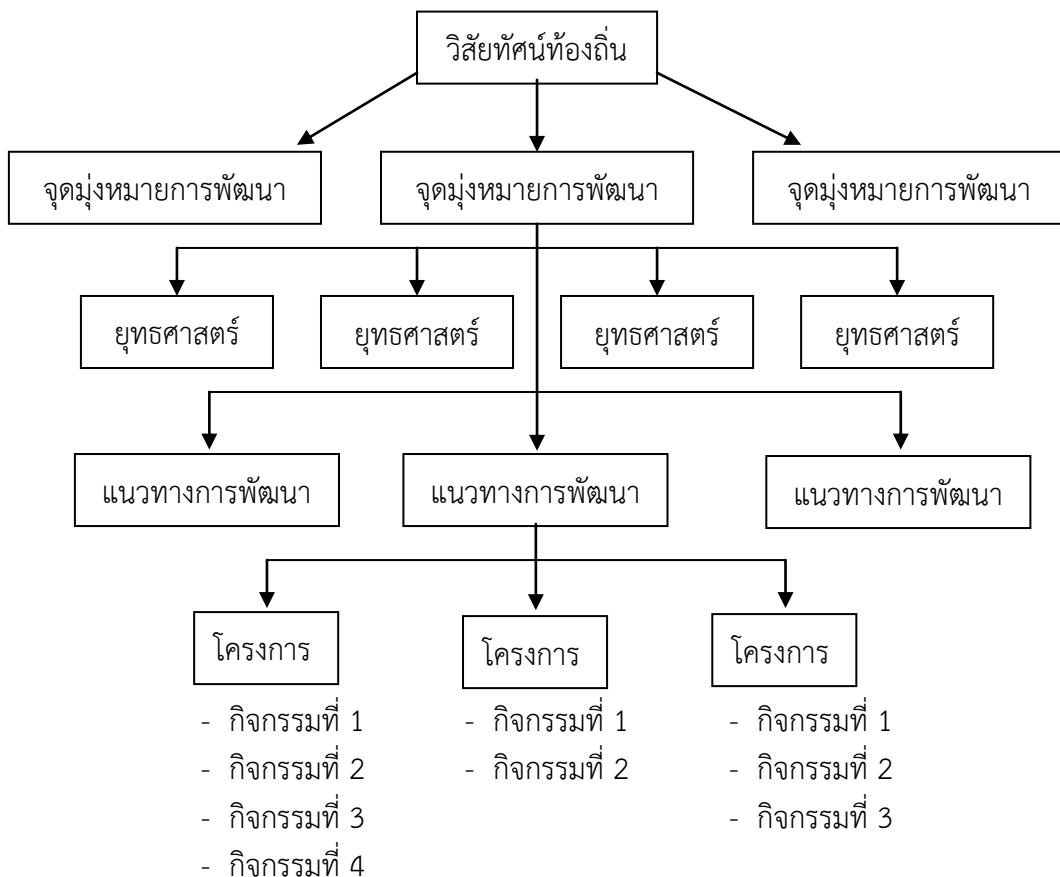 วิสัยทัศน์ท้องถิ่น
จุดมุ่งหมายการพัฒนา
จุดมุ่งหมายการพัฒนา
จุดมุ่งหมายการพัฒนา
ยุทธศาสตร์
ยุทธศาสตร์
ยุทธศาสตร์
ยุทธศาสตร์
แนวทางการพัฒนา
แนวทางการพัฒนา
แนวทางการพัฒนา
โครงการ
- กิจกรรมที่ 1
- กิจกรรมที่ 2
- กิจกรรมที่ 3
- กิจกรรมที่ 4
โครงการ
- กิจกรรมที่ 1
- กิจกรรมที่ 2
โครงการ
- กิจกรรมที่ 1
- กิจกรรมที่ 2
- กิจกรรมที่ 3